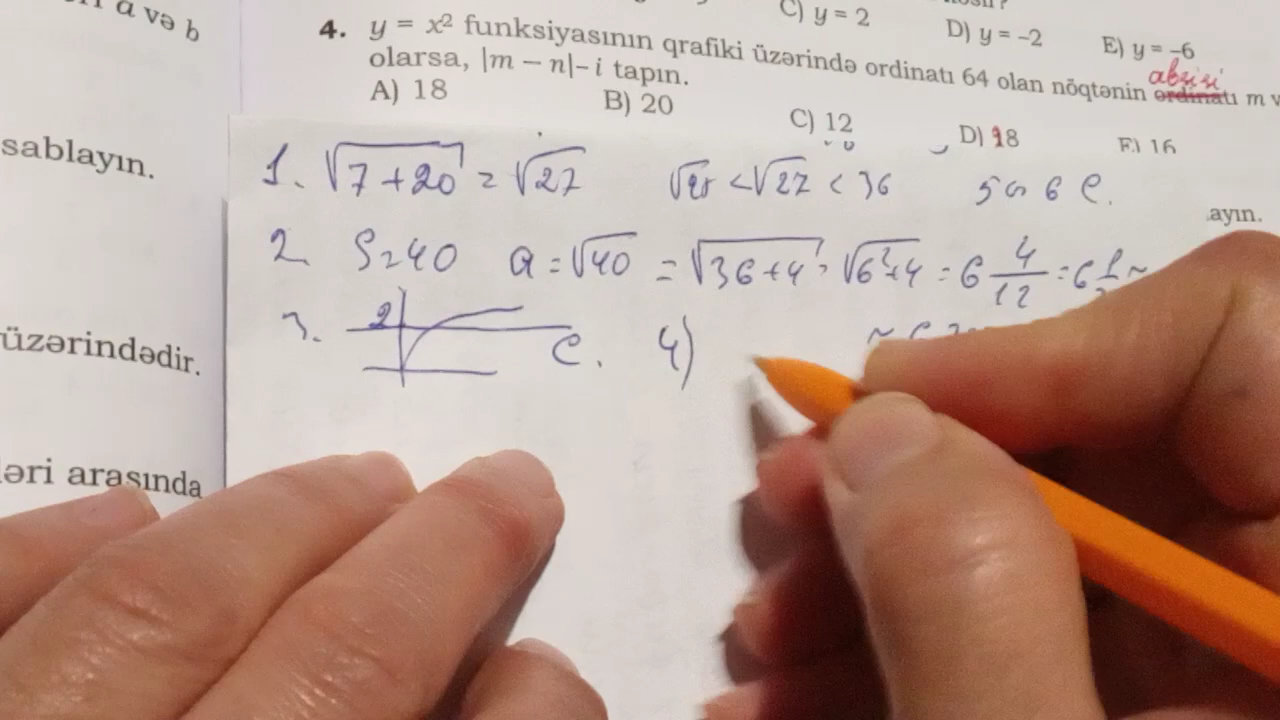 a və b
C) y = 2
D) y = −2
E) y = −6
4. y = x² funksiyasının qrafiki üzərində ordinatı 64 olan nöqtənin ordinatı m
absisi
olarsa, |m − n|– i tapın.
A) 18
B) 20
C) 12
D) 18
E) 16
sablayın.
1. √7+20 = √27 √25 < √27 < 36 5 6 C.
ayın.
2. S=40 a = √40 = √36+4 = √6²+4 = 6 4/12 = 6
üzərindədir.
3. 2 C. 4)
əri arasında